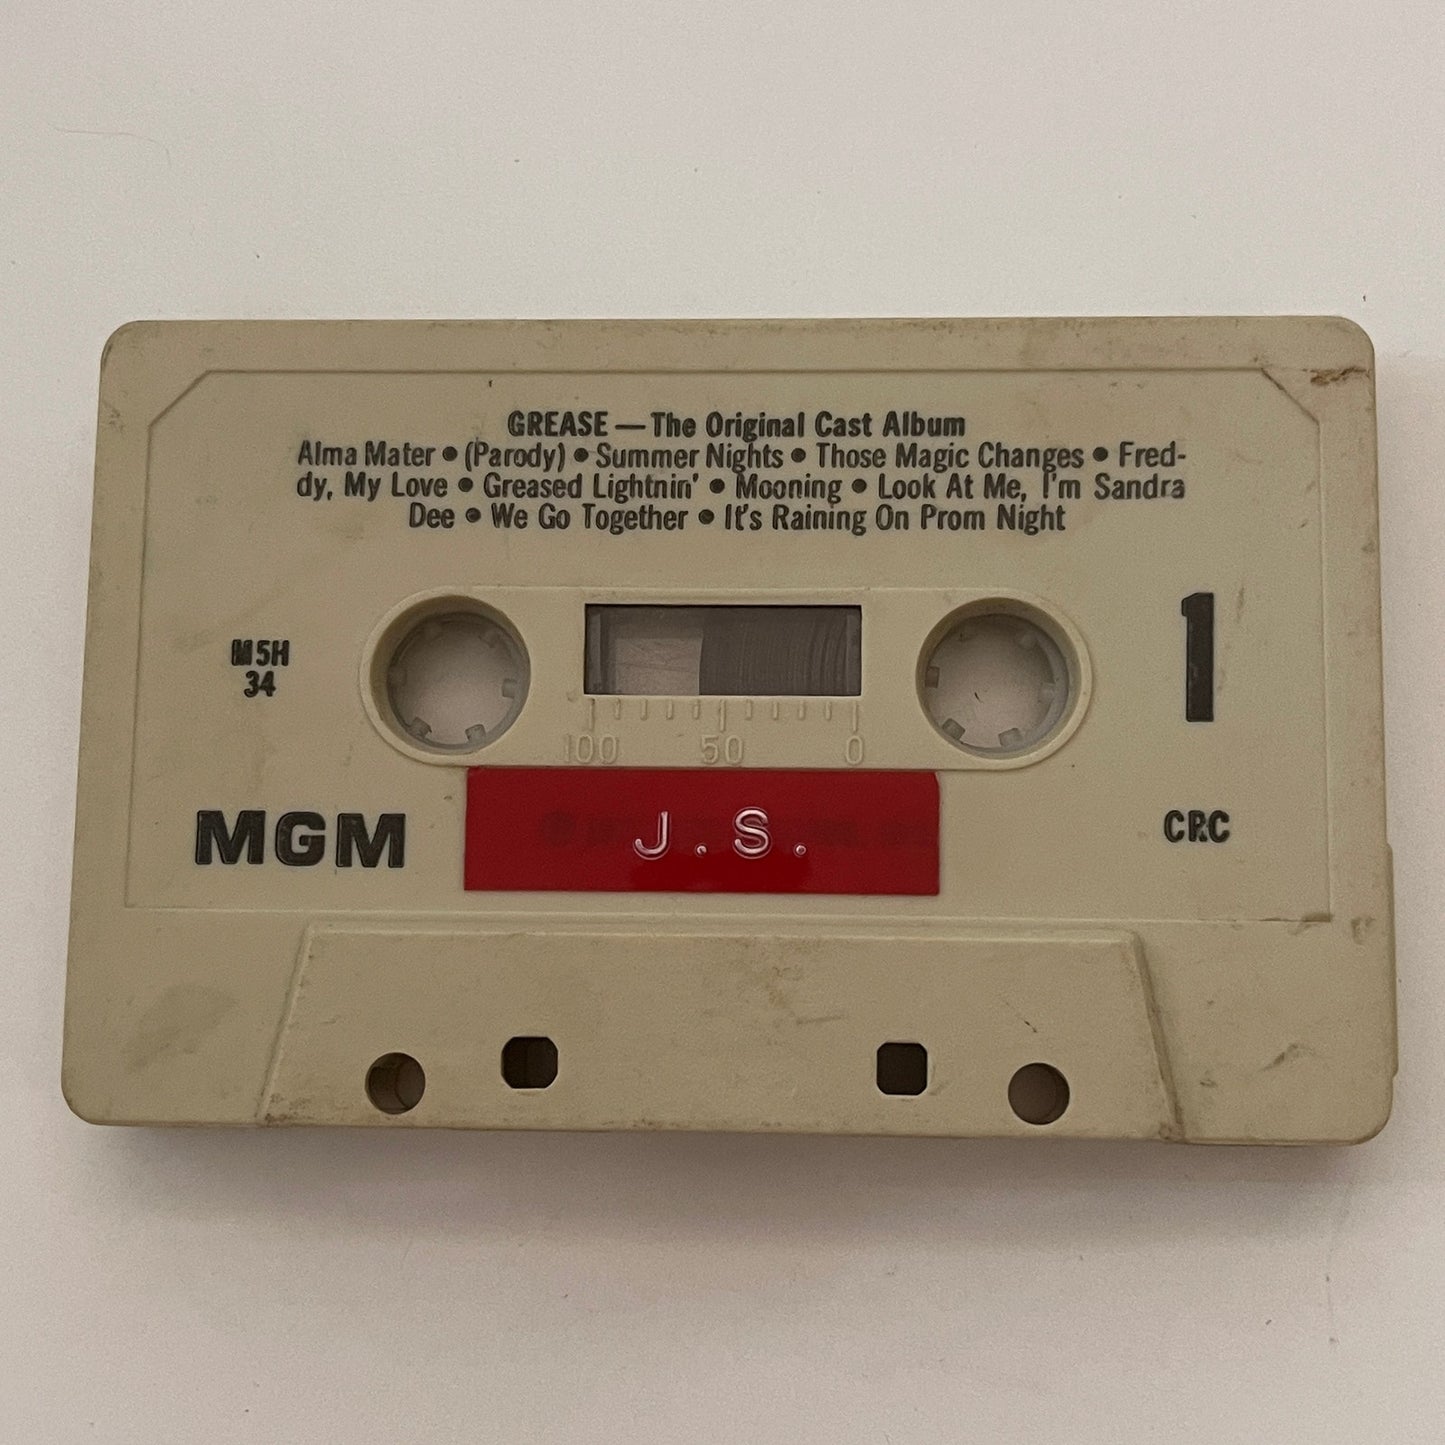 GREASE — The Original Cast Album
Alma Mater • (Parody) • Summer Nights • Those Magic Changes • Fred-
dy, My Love • Greased Lightnin' • Mooning • Look At Me, I'm Sandra
Dee • We Go Together • It's Raining On Prom Night
M5H
34
1
100 50 0
MGM
J.S.
CRC